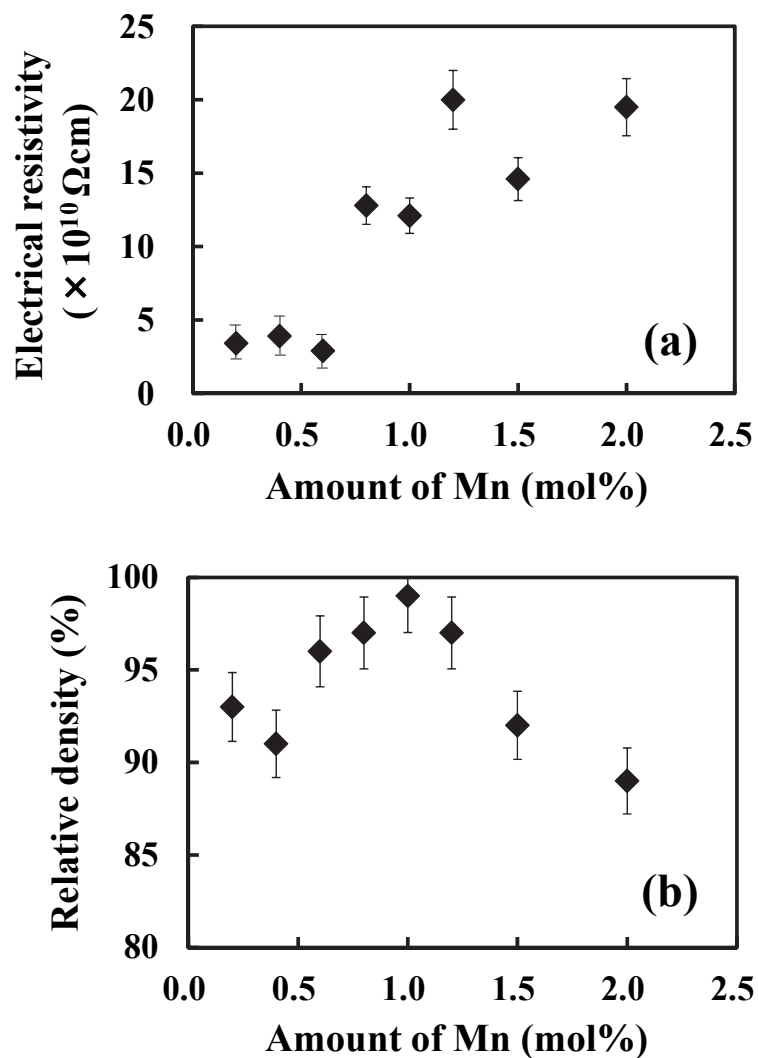 Electrical resistivity
(×10¹⁰ Ωcm)
25
20
15
10
5
0
(a)
0.0 0.5 1.0 1.5 2.0 2.5
Amount of Mn (mol%)
Relative density (%)
100
95
90
85
80
(b)
0.0 0.5 1.0 1.5 2.0 2.5
Amount of Mn (mol%)